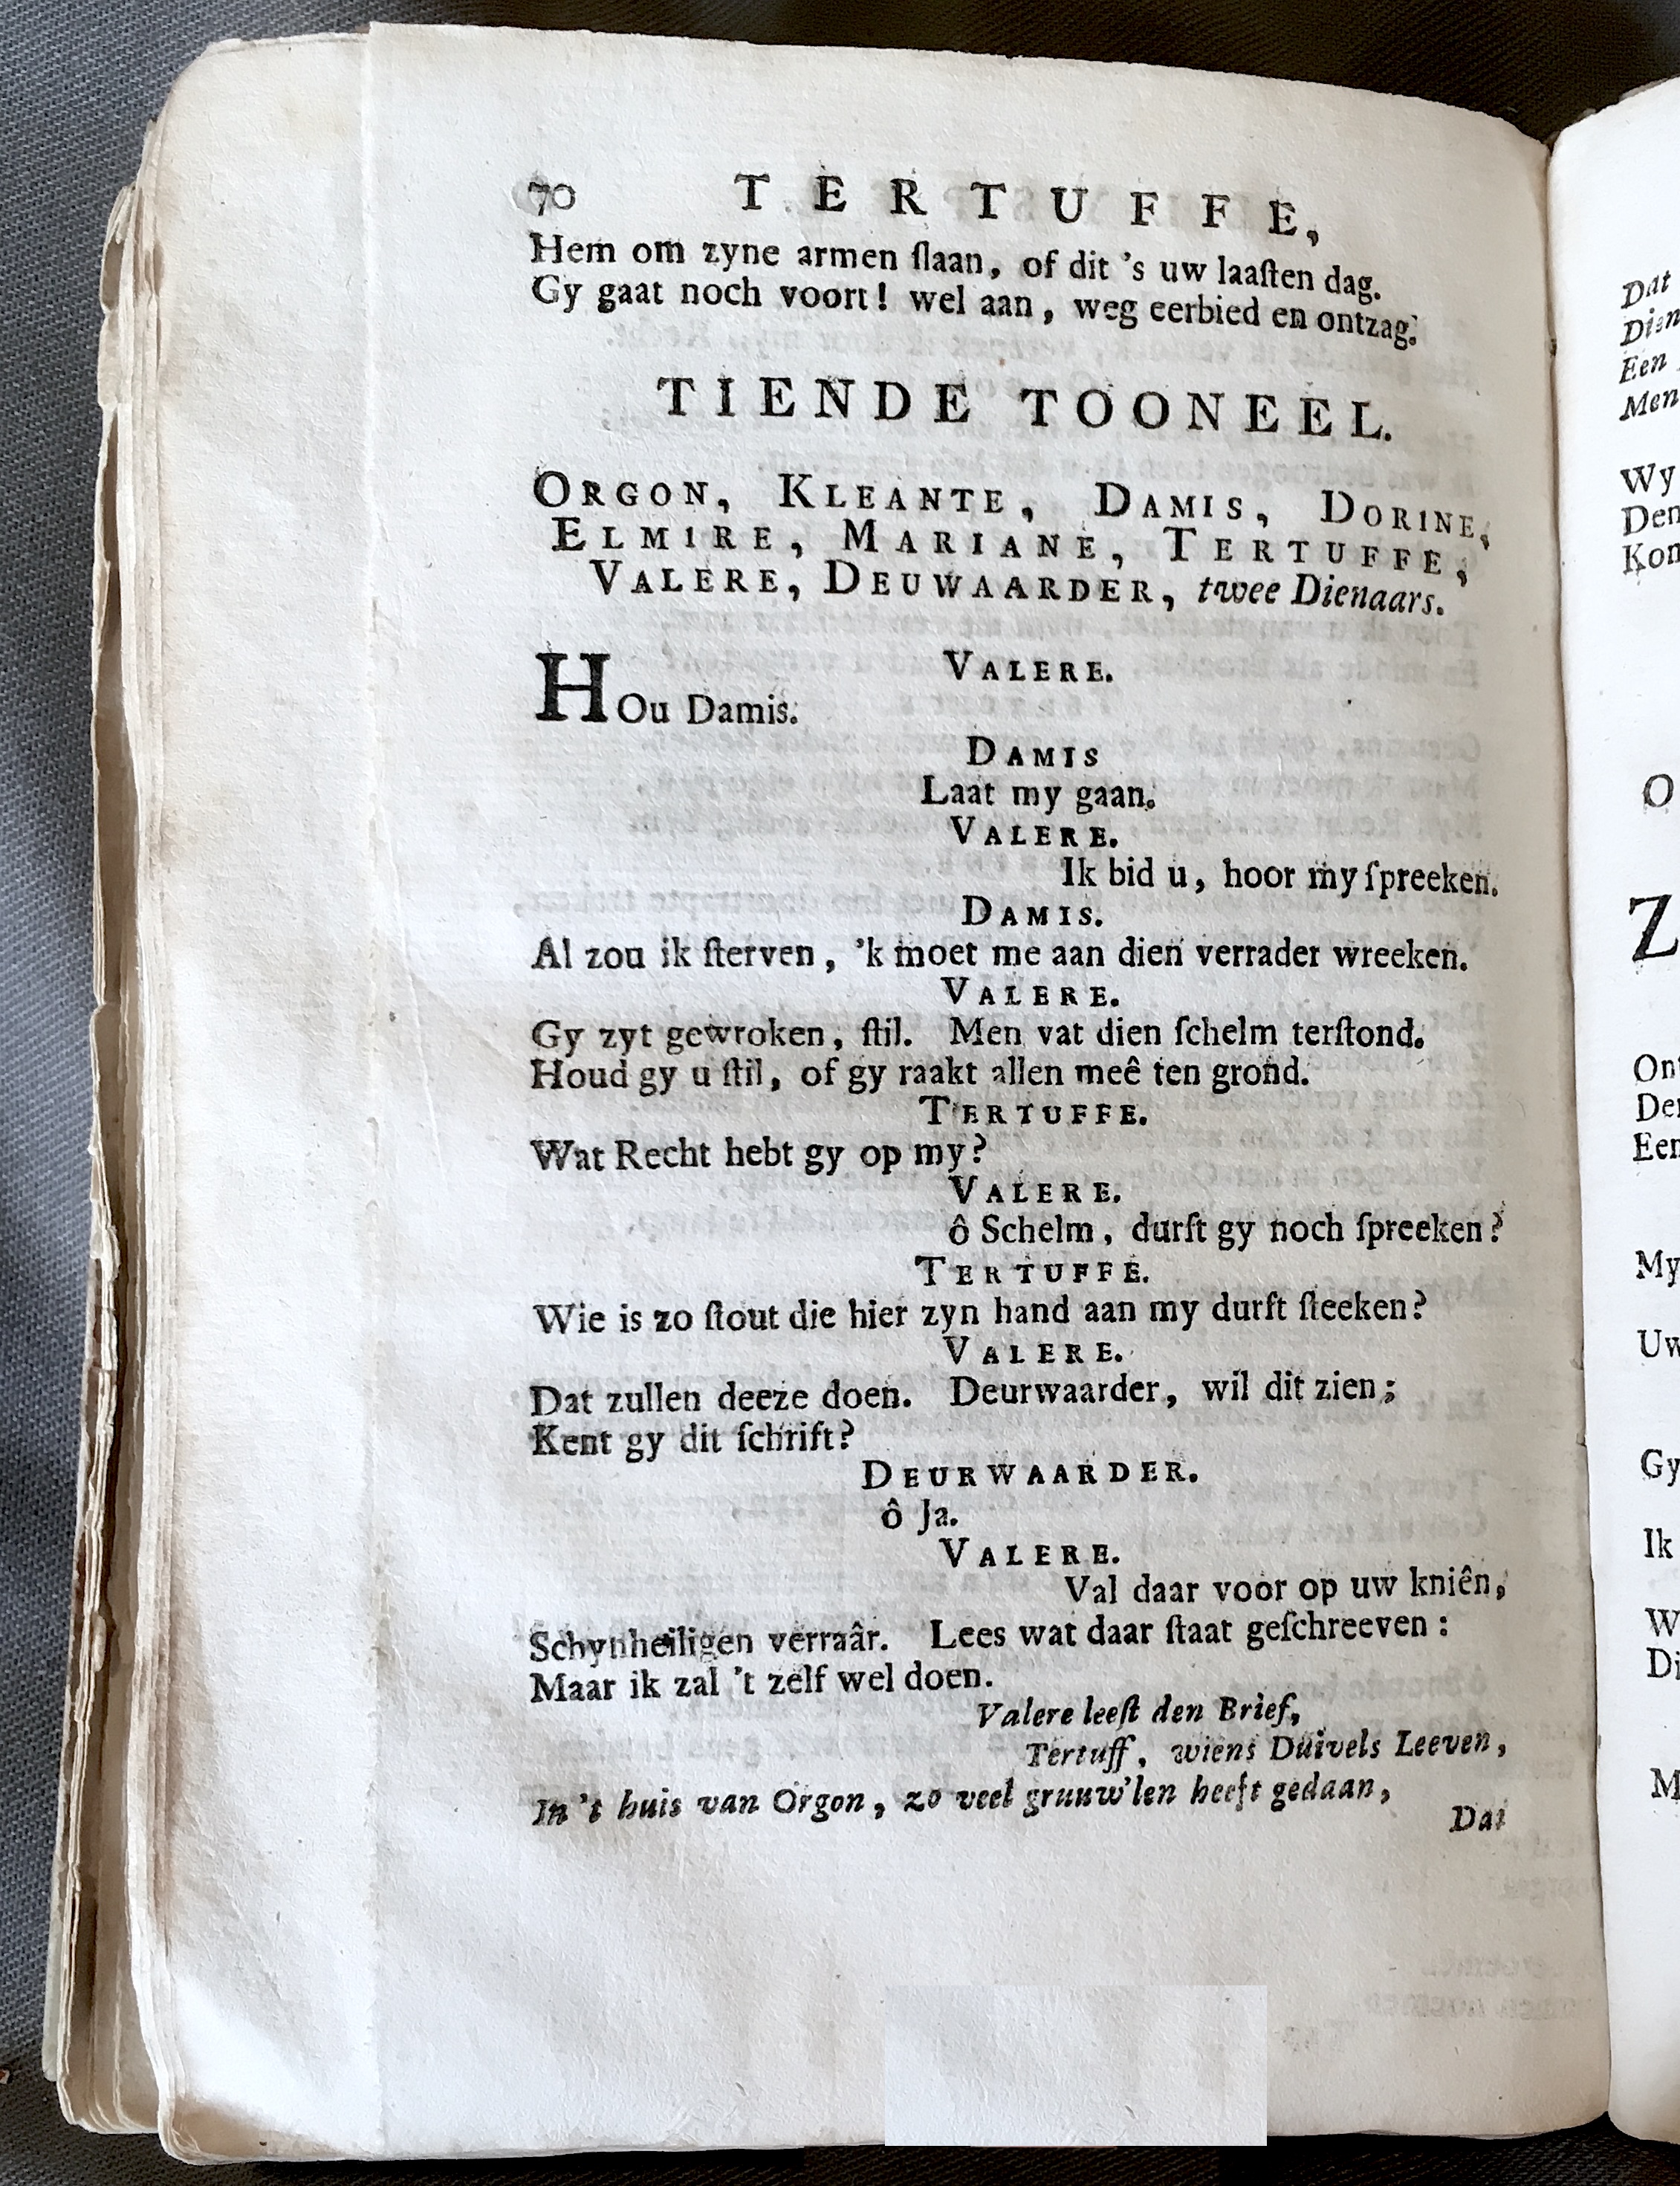 70 TERTUFFE,
Hem om zyne armen ſlaan, of dit 's uw laaſten dag.
Gy gaat noch voort! wel aan, weg eerbied en ontzag.
TIENDE TOONEEL.
ORGON, KLEANTE, DAMIS, DORINE,
ELMIRE, MARIANE, TERTUFFE,
VALERE, DEUWAARDER, twee Dienaars.
VALERE.
HOu Damis.
DAMIS
Laat my gaan.
VALERE.
Ik bid u, hoor my ſpreeken.
DAMIS.
Al zou ik ſterven, 'k moet me aan dien verrader wreeken.
VALERE.
Gy zyt gewroken, ſtil. Men vat dien ſchelm terſtond.
Houd gy u ſtil, of gy raakt allen meê ten grond.
TERTUFFE.
Wat Recht hebt gy op my?
VALERE.
ô Schelm, durſt gy noch ſpreeken?
TERTUFFE.
Wie is zo ſtout die hier zyn hand aan my durft ſteeken?
VALERE.
Dat zullen deeze doen. Deurwaarder, wil dit zien;
Kent gy dit ſchrift?
DEURWAARDER.
ô Ja.
VALERE.
Val daar voor op uw kniên,
Schynheiligen verraâr. Lees wat daar ſtaat geſchreeven:
Maar ik zal 't zelf wel doen.
Valere leeſt den Brief,
Tertuff, wiens Duivels Leeven,
In 't huis van Orgon, zo veel gruuw'len heeft gedaan,
Dat
Dat
Een
Men
Wy
O
Z
Een
My
Uw
Gy
Ik